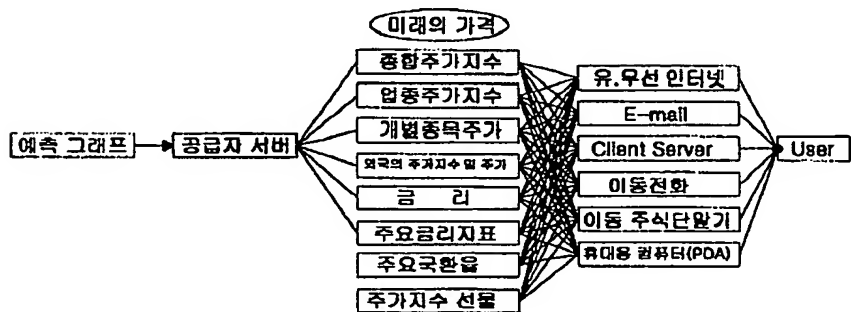 미래의 가격
예측 그래프
공급자 서버
종합주가지수
업종주가지수
개별종목주가
외국의 주가지수 및 주가
금 리
주요금리지표
주요국환율
주가지수 선물
유.무선 인터넷
E-mail
Client Server
이동전화
이동 주식단말기
휴대용 컴퓨터(PDA)
User